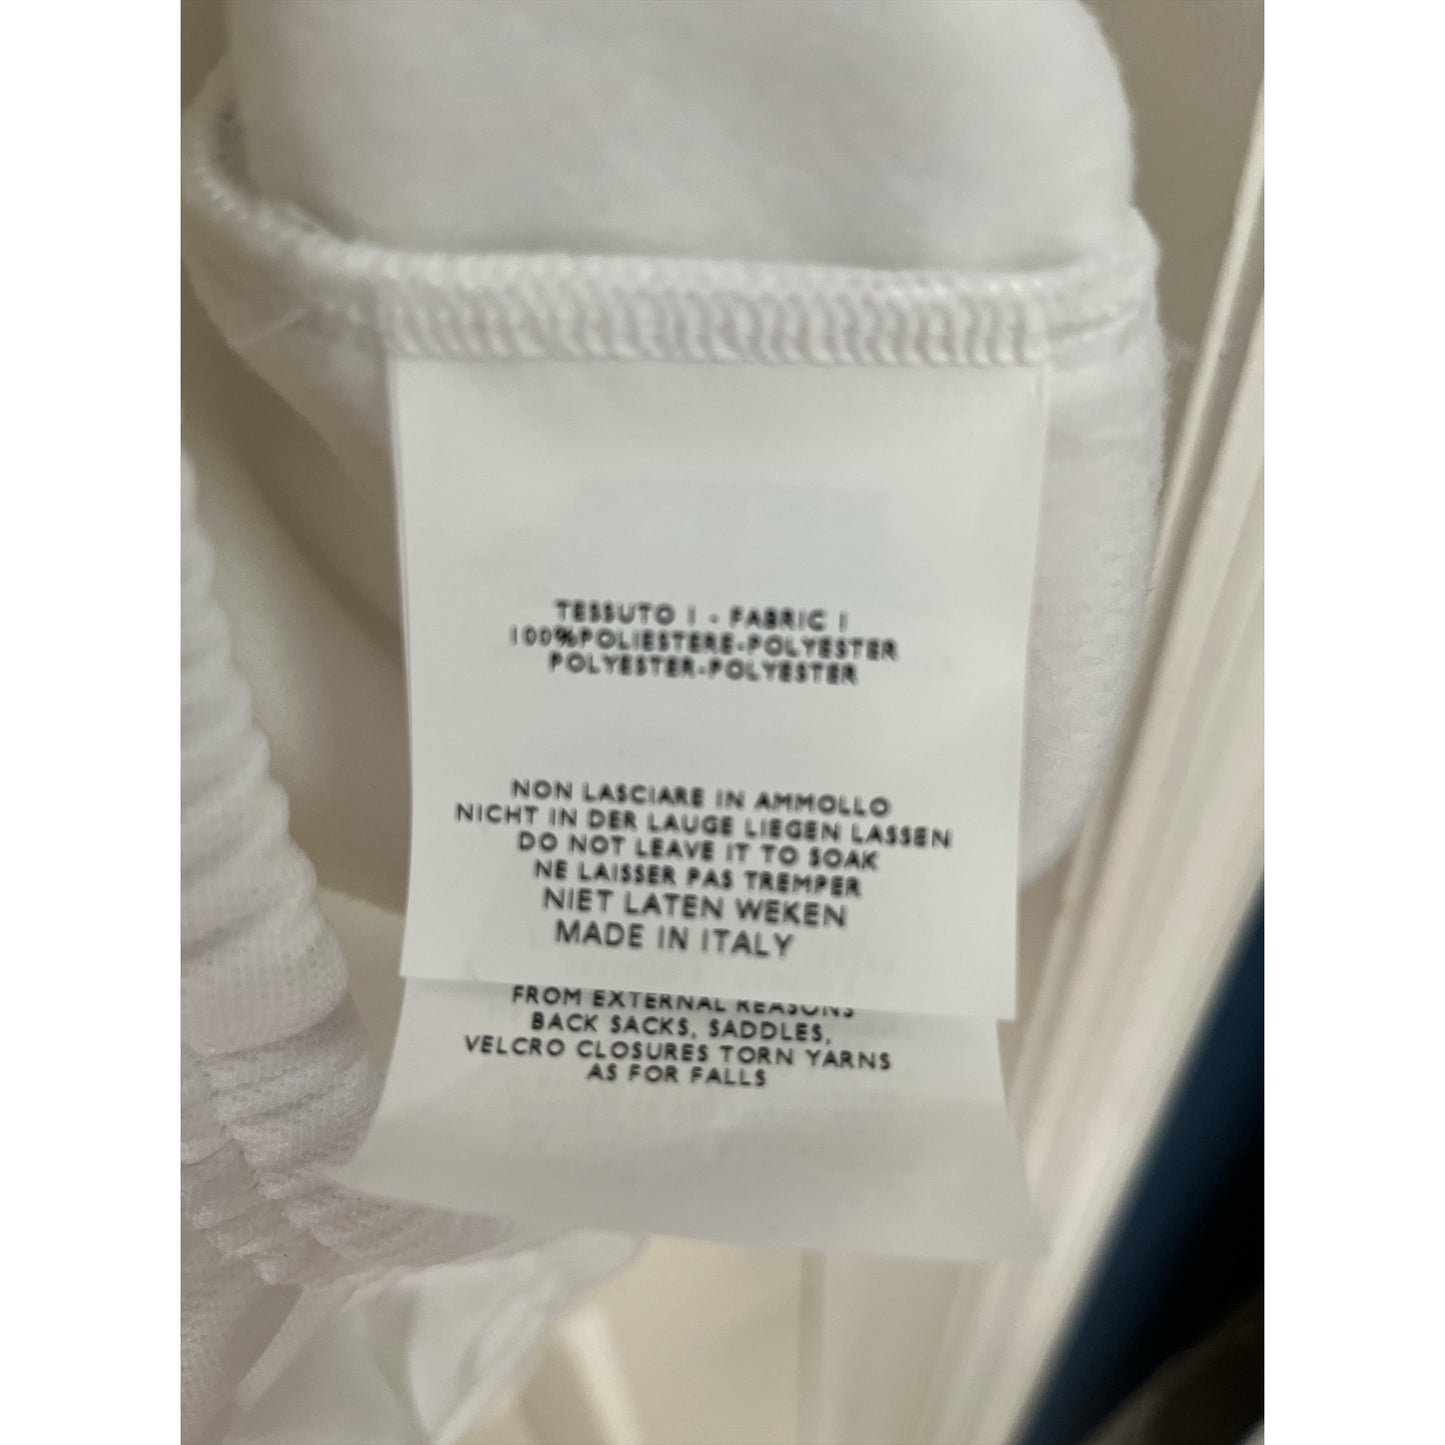 TESSUTO 1 - FABRIC 1
100%POLIESTERE-POLYESTER
POLYESTER-POLYESTER
NON LASCIARE IN AMMOLLO
NICHT IN DER LAUGE LIEGEN LASSEN
DO NOT LEAVE IT TO SOAK
NE LAISSER PAS TREMPER
NIET LATEN WEKEN
MADE IN ITALY
FROM EXTERNAL REASONS
BACK SACKS, SADDLES,
VELCRO CLOSURES TORN YARNS
AS FOR FALLS